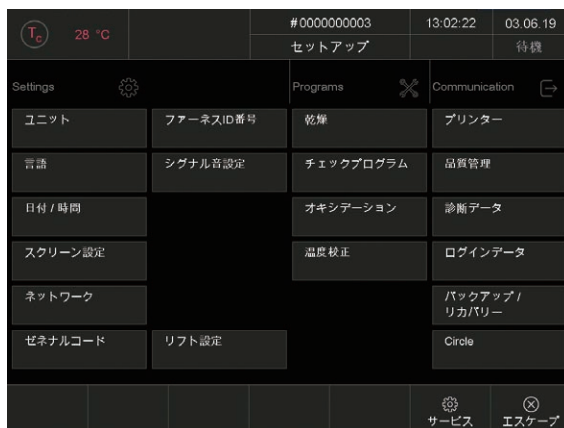 Tc
28 °C
#0000000003
13:02:22
03.06.19
セットアップ
待機
Settings
Programs
Communication
ユニット
ファーネスID番号
乾燥
プリンター
言語
シグナル音設定
チェックプログラム
品質管理
日付 / 時間
オキシデーション
診断データ
スクリーン設定
温度校正
ログインデータ
ネットワーク
バックアップ /
リカバリー
ゼネナルコード
リフト設定
Circle
サービス
エスケープ